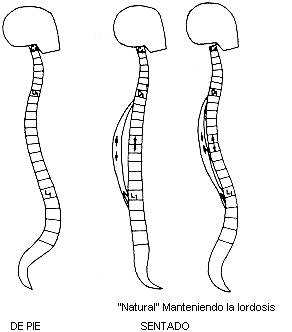 "Natural" Manteniendo la lordosis
DE PIE
SENTADO